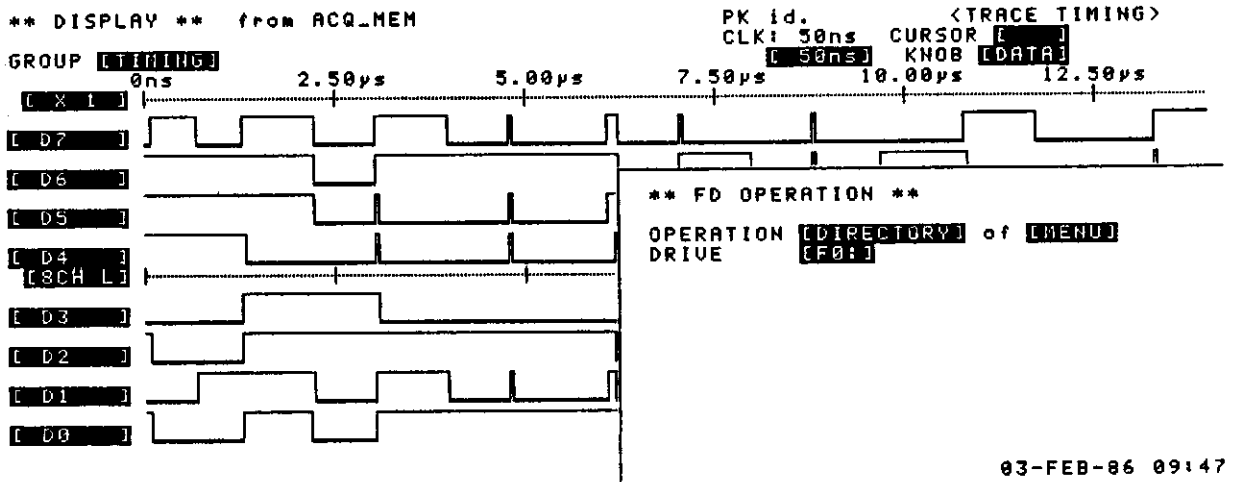 ** DISPLAY ** from ACQ_MEM
PK id. <TRACE TIMING>
CLK: 50ns CURSOR [ ]
GROUP [TIMING] [ 50ns] KNOB [DATA]
0ns 2.50µs 5.00µs 7.50µs 10.00µs 12.50µs
[ X 1 ]
[ D7 ]
[ D6 ]
** FD OPERATION **
[ D5 ]
OPERATION [DIRECTORY] of [MENU]
[ D4 ] DRIVE [F0:]
[8CH L]
[ D3 ]
[ D2 ]
[ D1 ]
[ D0 ]
03-FEB-86 09:47